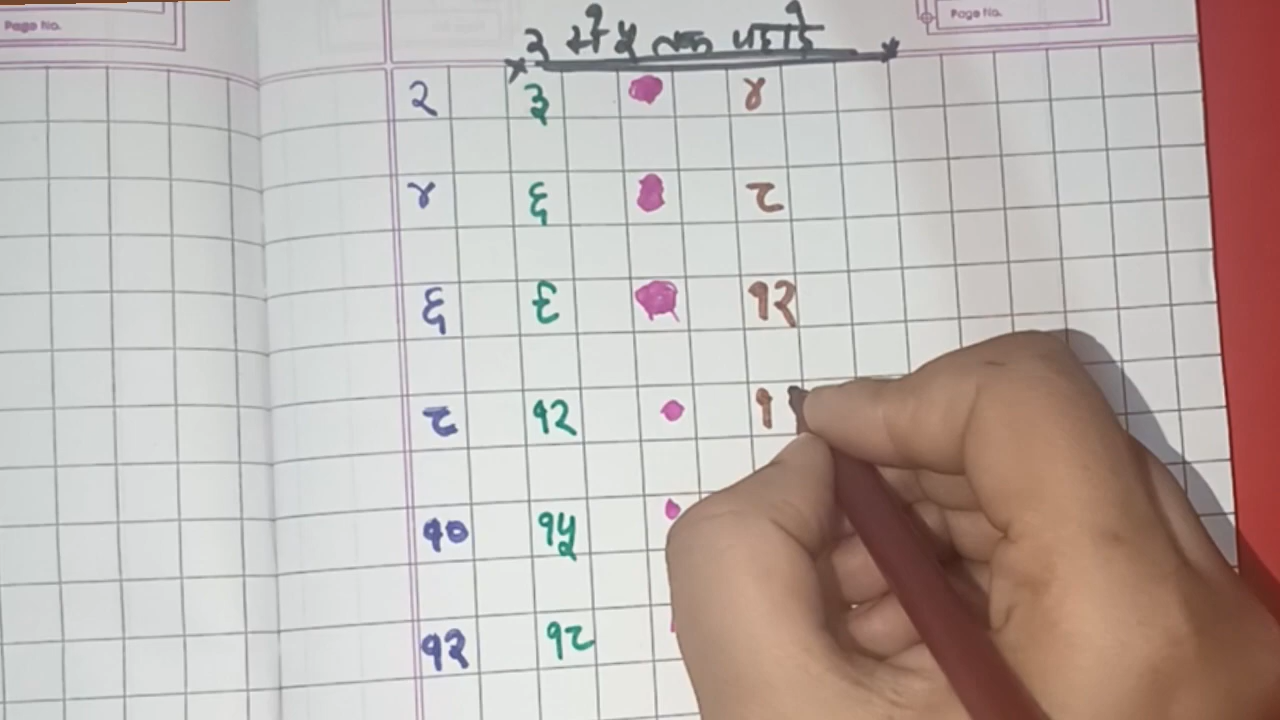 Page No.
Page No.
२ से ५ तक पहाड़े
२ ३ ४
४ ६ ८
६ ९ १२
८ १२ १
१० १५
१२ १८